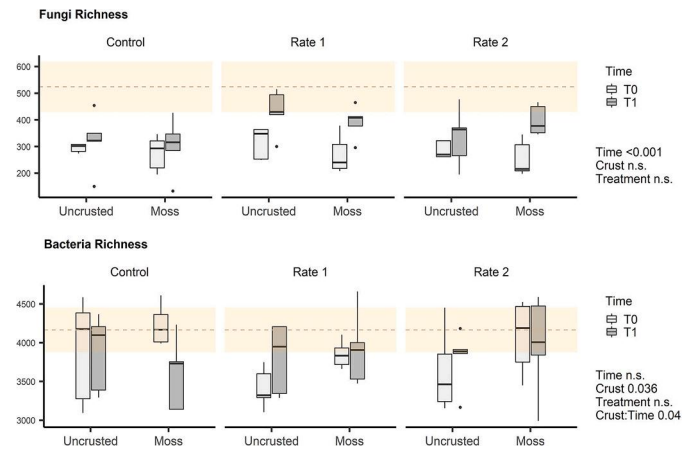 Fungi Richness
Control
Rate 1
Rate 2
600
500
400
300
200
Uncrusted
Moss
Uncrusted
Moss
Uncrusted
Moss
Time
T0
T1
Time <0.001
Crust n.s.
Treatment n.s.
Bacteria Richness
Control
Rate 1
Rate 2
4500
4000
3500
3000
Uncrusted
Moss
Uncrusted
Moss
Uncrusted
Moss
Time
T0
T1
Time n.s.
Crust 0.036
Treatment n.s.
Crust:Time 0.04